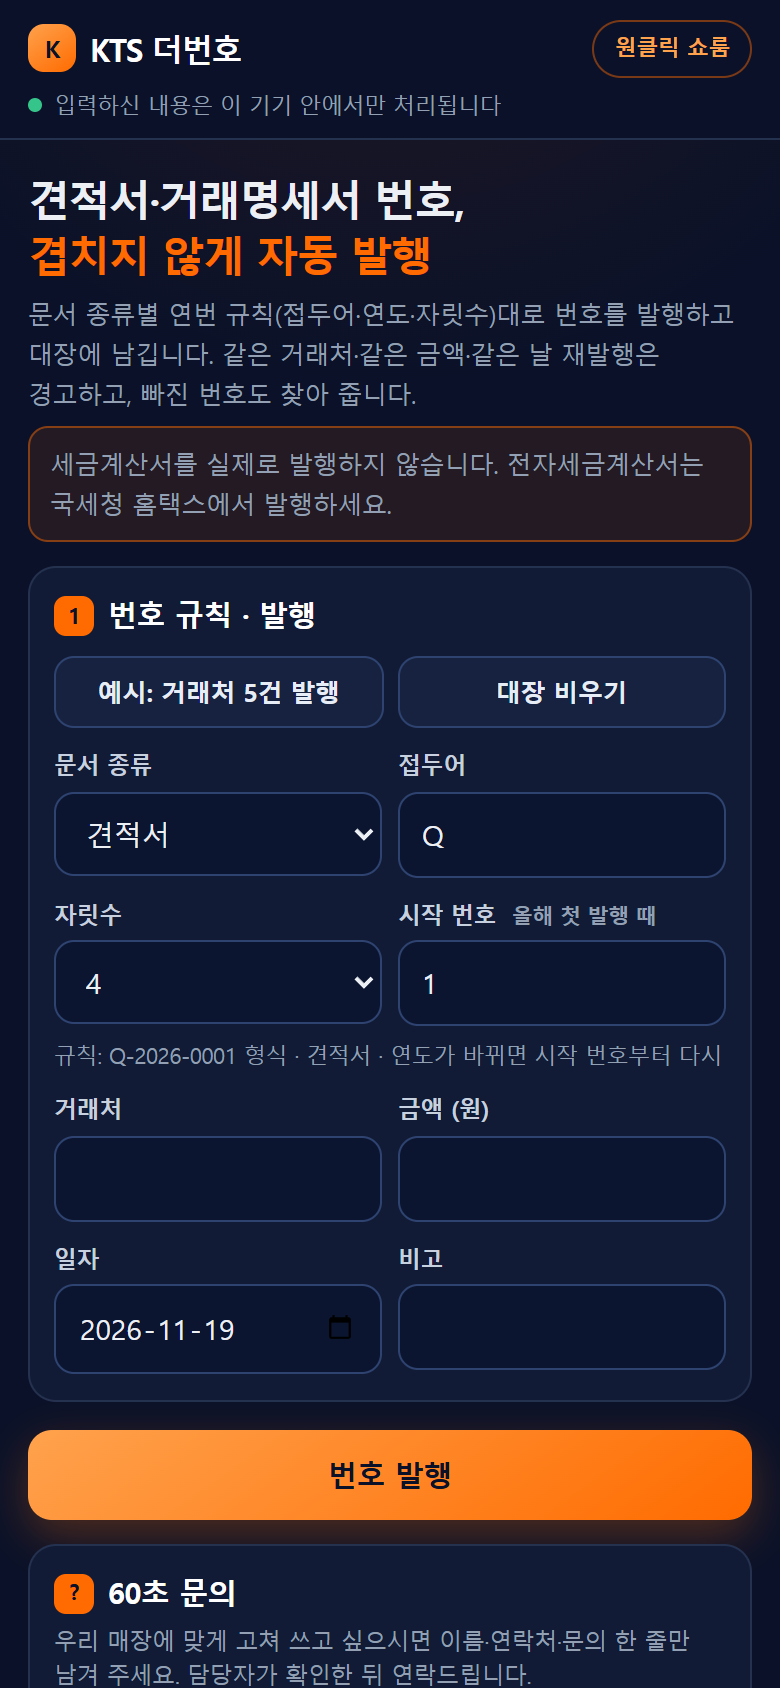 K
KTS 더번호
원클릭 쇼룸
입력하신 내용은 이 기기 안에서만 처리됩니다
견적서·거래명세서 번호,
겹치지 않게 자동 발행
문서 종류별 연번 규칙(접두어·연도·자릿수)대로 번호를 발행하고
대장에 남깁니다. 같은 거래처·같은 금액·같은 날 재발행은
경고하고, 빠진 번호도 찾아 줍니다.
세금계산서를 실제로 발행하지 않습니다. 전자세금계산서는
국세청 홈택스에서 발행하세요.
1 번호 규칙 · 발행
예시: 거래처 5건 발행
대장 비우기
문서 종류
접두어
견적서
Q
자릿수
시작 번호 올해 첫 발행 때
4
1
규칙: Q-2026-0001 형식 · 견적서 · 연도가 바뀌면 시작 번호부터 다시
거래처
금액 (원)
일자
비고
2026-11-19
번호 발행
? 60초 문의
우리 매장에 맞게 고쳐 쓰고 싶으시면 이름·연락처·문의 한 줄만
남겨 주세요. 담당자가 확인한 뒤 연락드립니다.